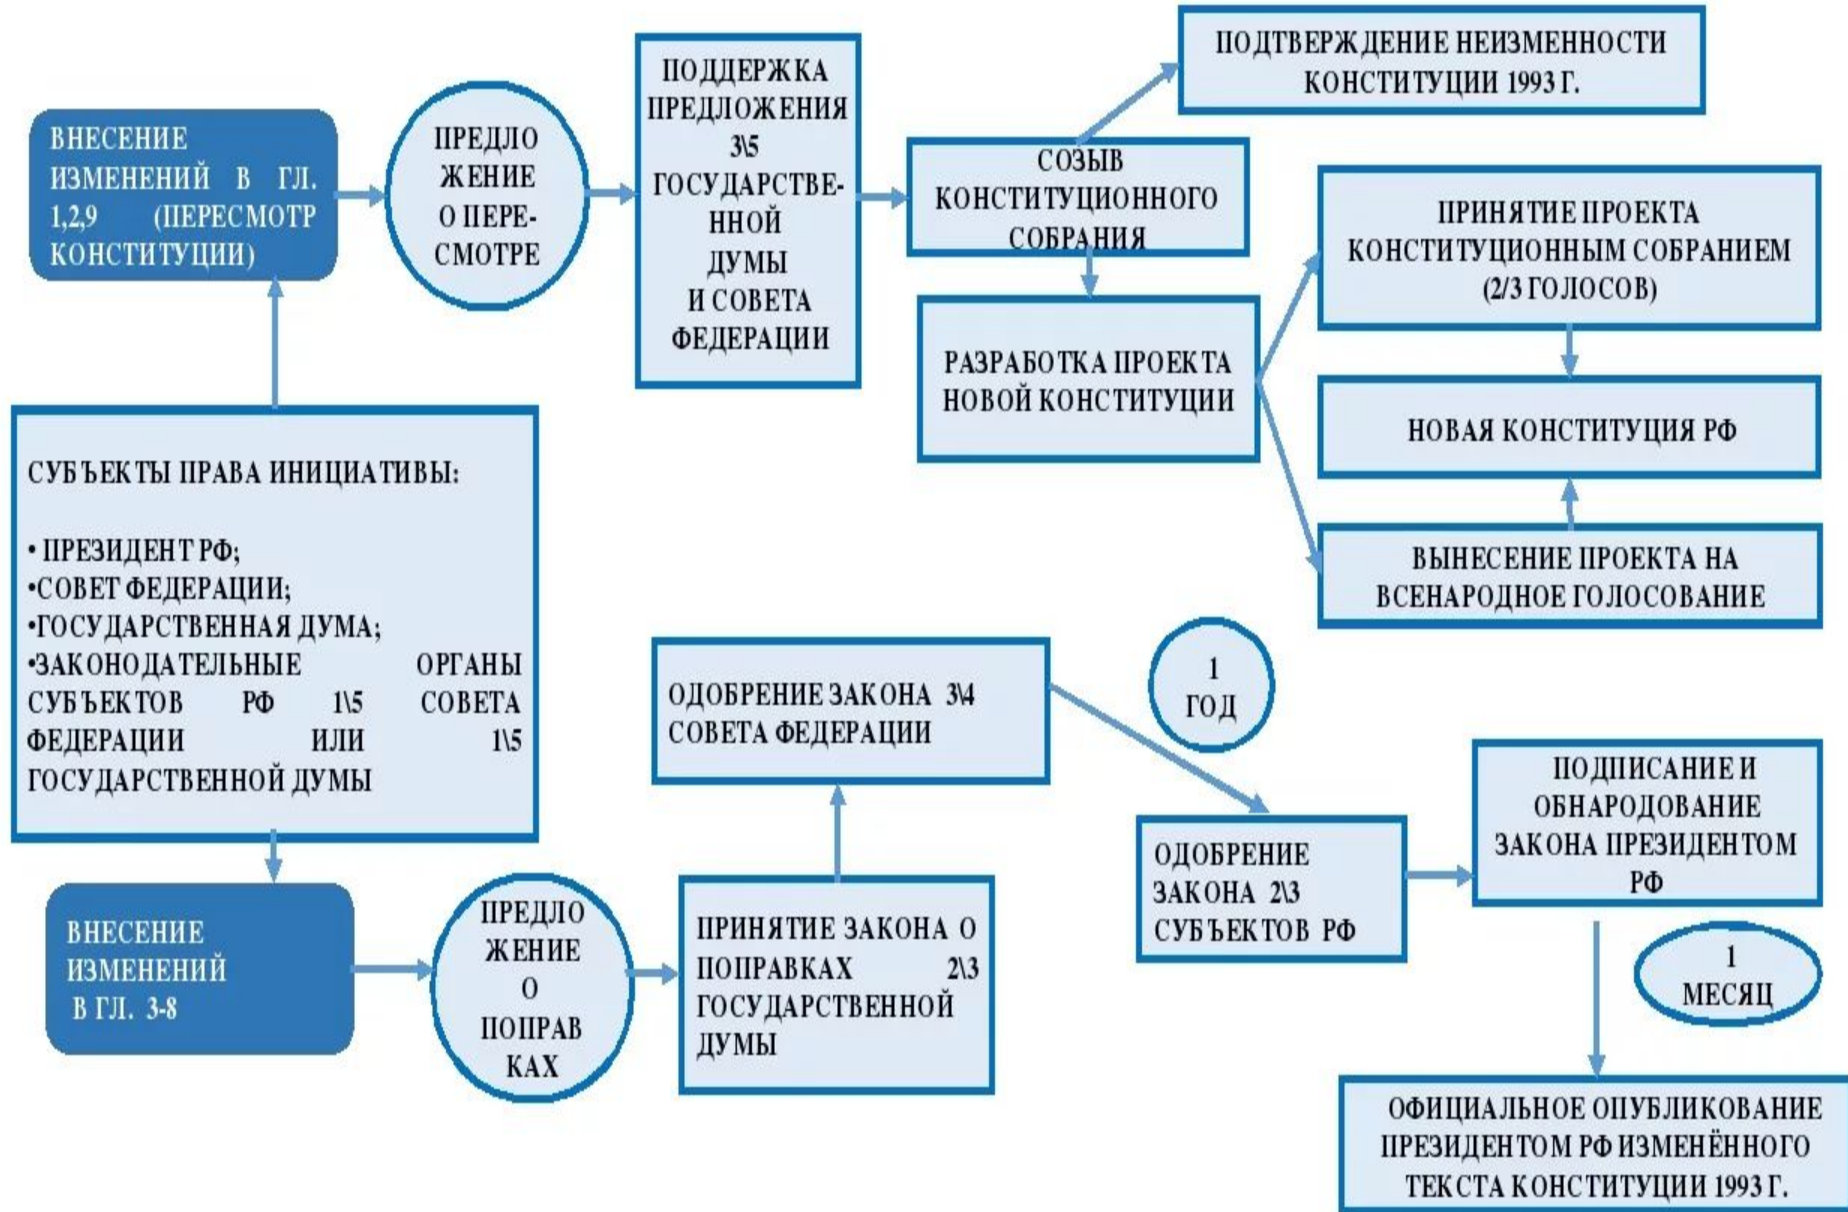 ВНЕСЕНИЕ
ИЗМЕНЕНИЙ В ГЛ.
1,2,9 (ПЕРЕСМОТР
КОНСТИТУЦИИ)
ПРЕДЛО
ЖЕНИЕ
О ПЕРЕ-
СМОТРЕ
ПОДДЕРЖКА
ПРЕДЛОЖЕНИЯ
3\5
ГОСУДАРСТВЕ-
ННОЙ
ДУМЫ
И СОВЕТА
ФЕДЕРАЦИИ
СОЗЫВ
КОНСТИТУЦИОННОГО
СОБРАНИЯ
ПОДТВЕРЖДЕНИЕ НЕИЗМЕННОСТИ
КОНСТИТУЦИИ 1993 Г.
РАЗРАБОТКА ПРОЕКТА
НОВОЙ КОНСТИТУЦИИ
ПРИНЯТИЕ ПРОЕКТА
КОНСТИТУЦИОННЫМ СОБРАНИЕМ
(2/3 ГОЛОСОВ)
НОВАЯ КОНСТИТУЦИЯ РФ
ВЫНЕСЕНИЕ ПРОЕКТА НА
ВСЕНАРОДНОЕ ГОЛОСОВАНИЕ
СУБЪЕКТЫ ПРАВА ИНИЦИАТИВЫ:
• ПРЕЗИДЕНТ РФ;
•СОВЕТ ФЕДЕРАЦИИ;
•ГОСУДАРСТВЕННАЯ ДУМА;
•ЗАКОНОДАТЕЛЬНЫЕ ОРГАНЫ
СУБЪЕКТОВ РФ 1\5 СОВЕТА
ФЕДЕРАЦИИ ИЛИ 1\5
ГОСУДАРСТВЕННОЙ ДУМЫ
ВНЕСЕНИЕ
ИЗМЕНЕНИЙ
В ГЛ. 3-8
ПРЕДЛО
ЖЕНИЕ
О
ПОПРАВ
КАХ
ПРИНЯТИЕ ЗАКОНА О
ПОПРАВКАХ 2\3
ГОСУДАРСТВЕННОЙ
ДУМЫ
ОДОБРЕНИЕ ЗАКОНА 3\4
СОВЕТА ФЕДЕРАЦИИ
1
ГОД
ОДОБРЕНИЕ
ЗАКОНА 2\3
СУБЪЕКТОВ РФ
ПОДПИСАНИЕ И
ОБНАРОДОВАНИЕ
ЗАКОНА ПРЕЗИДЕНТОМ
РФ
1
МЕСЯЦ
ОФИЦИАЛЬНОЕ ОПУБЛИКОВАНИЕ
ПРЕЗИДЕНТОМ РФ ИЗМЕНЁННОГО
ТЕКСТА КОНСТИТУЦИИ 1993 Г.